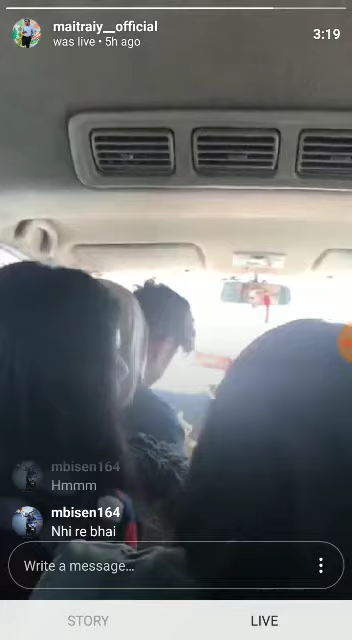 maitraiy__official
was live • 5h ago
3:19
mbisen164
Hmmm
mbisen164
Nhi re bhai
Write a message...
STORY
LIVE